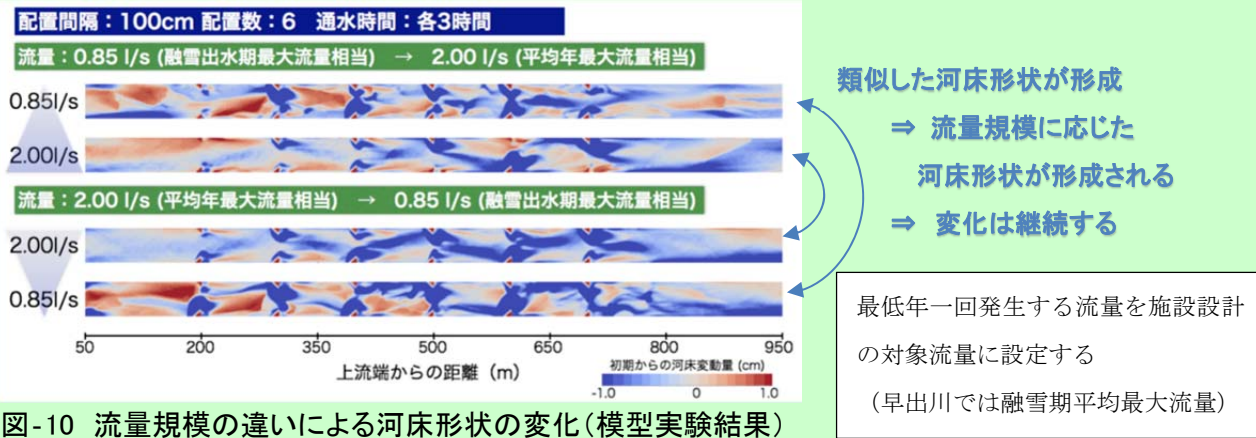 配置間隔：100cm 配置数：6　通水時間：各3時間
流量：0.85 l/s (融雪出水期最大流量相当)　→　2.00 l/s (平均年最大流量相当)
0.85l/s
2.00l/s
流量：2.00 l/s (平均年最大流量相当)　→　0.85 l/s (融雪出水期最大流量相当)
2.00l/s
0.85l/s
50 200 350 500 650 800 950
上流端からの距離（m）
初期からの河床変動量 (cm)
-1.0 0 1.0
図-10 流量規模の違いによる河床形状の変化（模型実験結果）
類似した河床形状が形成
⇒ 流量規模に応じた
河床形状が形成される
⇒ 変化は継続する
最低年一回発生する流量を施設設計
の対象流量に設定する
（早出川では融雪期平均最大流量）